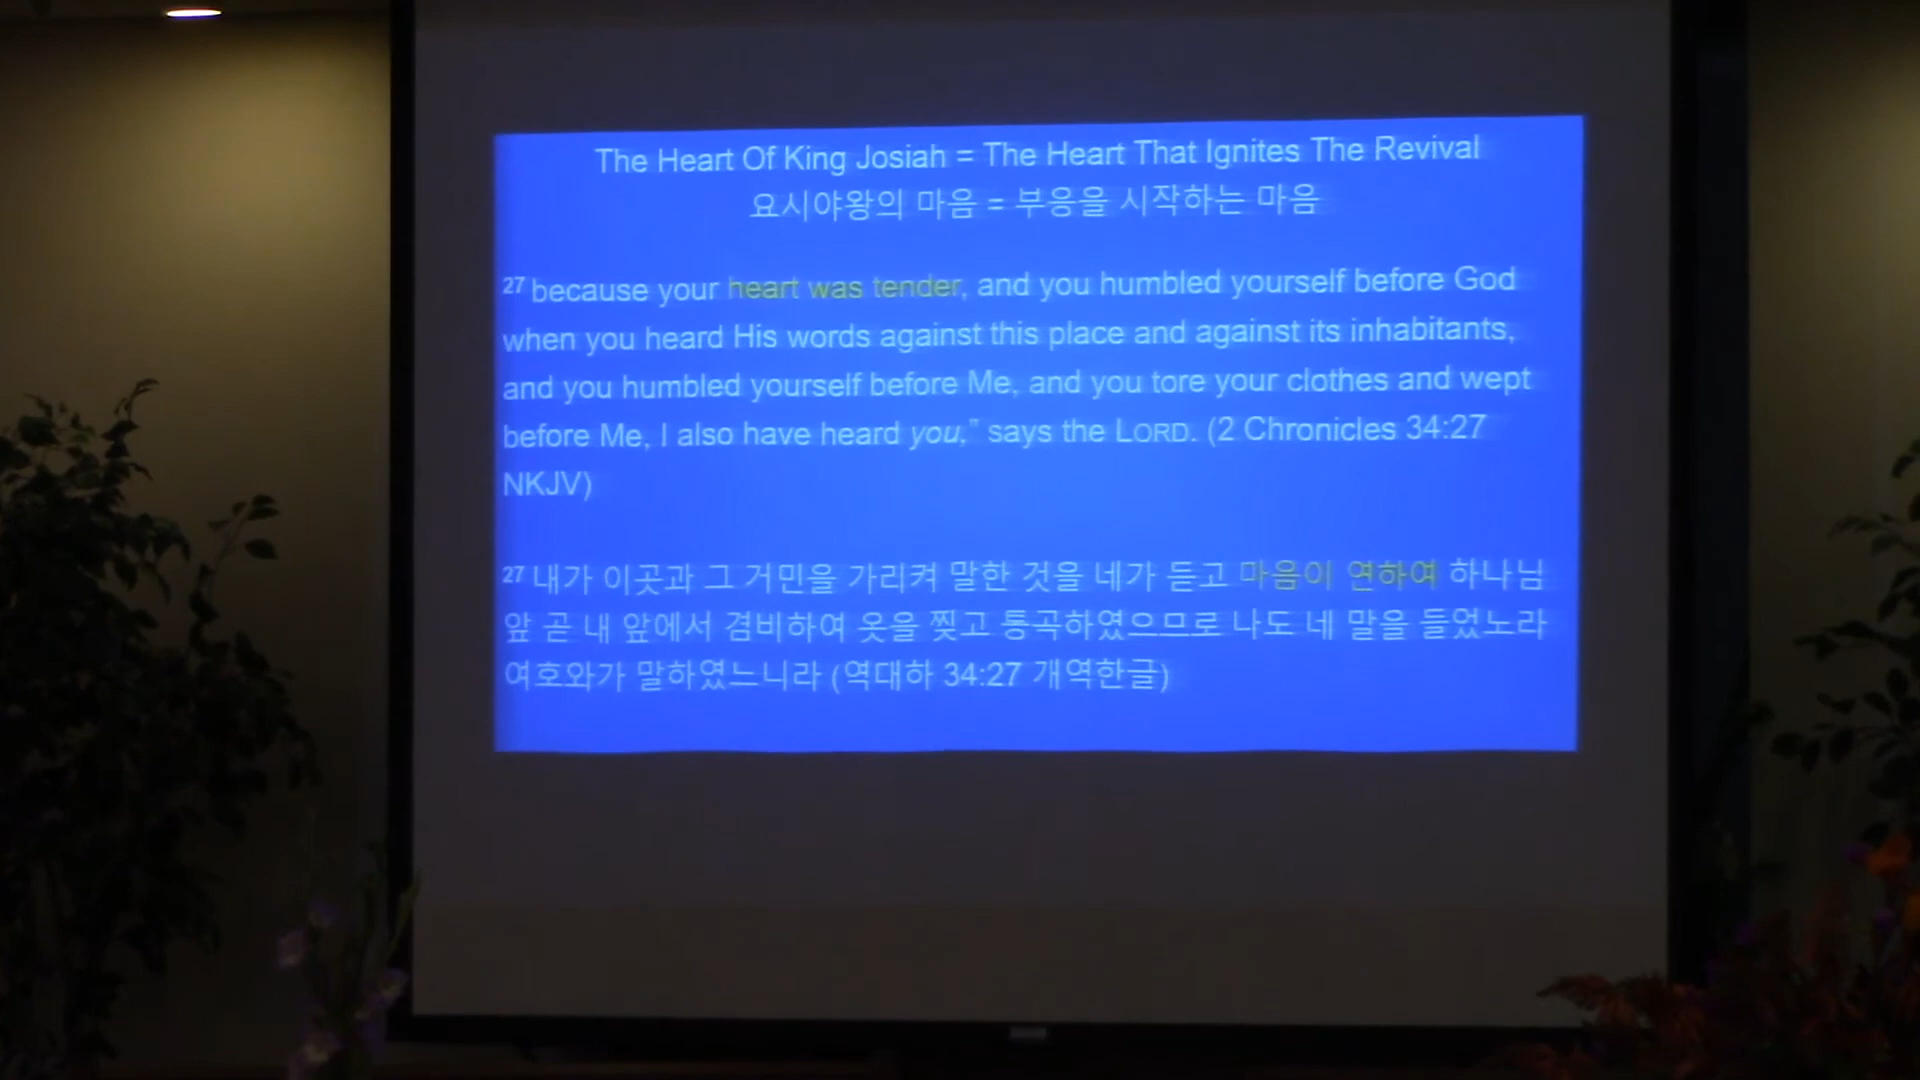 The Heart Of King Josiah = The Heart That Ignites The Revival
요시야왕의 마음 = 부응을 시작하는 마음
27 because your heart was tender, and you humbled yourself before God
when you heard His words against this place and against its inhabitants,
and you humbled yourself before Me, and you tore your clothes and wept
before Me, I also have heard you,” says the LORD. (2 Chronicles 34:27
NKJV)
27 내가 이곳과 그 거민을 가리켜 말한 것을 네가 듣고 마음이 연하여 하나님
앞 곧 내 앞에서 겸비하여 옷을 찢고 통곡하였으므로 나도 네 말을 들었노라
여호와가 말하였느니라 (역대하 34:27 개역한글)